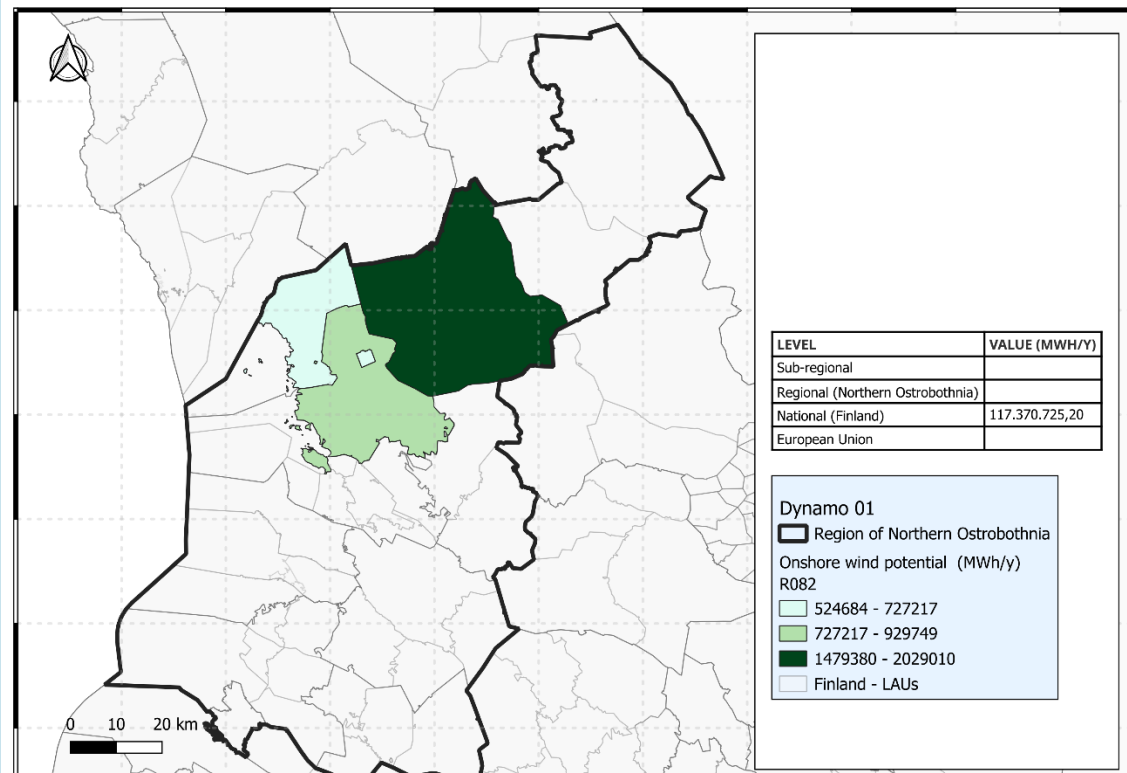 LEVEL VALUE (MWH/Y)
Sub-regional
Regional (Northern Ostrobothnia)
National (Finland) 117.370.725,20
European Union
Dynamo 01
Region of Northern Ostrobothnia
Onshore wind potential (MWh/y)
R082
524684 - 727217
727217 - 929749
1479380 - 2029010
Finland - LAUs
0 10 20 km